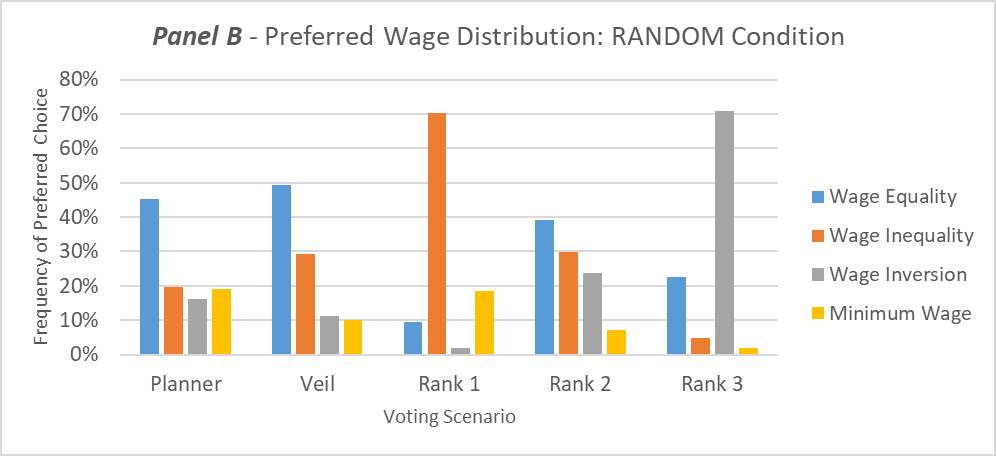 Panel B - Preferred Wage Distribution: RANDOM Condition
Frequency of Preferred Choice
80%
70%
60%
50%
40%
30%
20%
10%
0%
Planner Veil Rank 1 Rank 2 Rank 3
Voting Scenario
Wage Equality
Wage Inequality
Wage Inversion
Minimum Wage